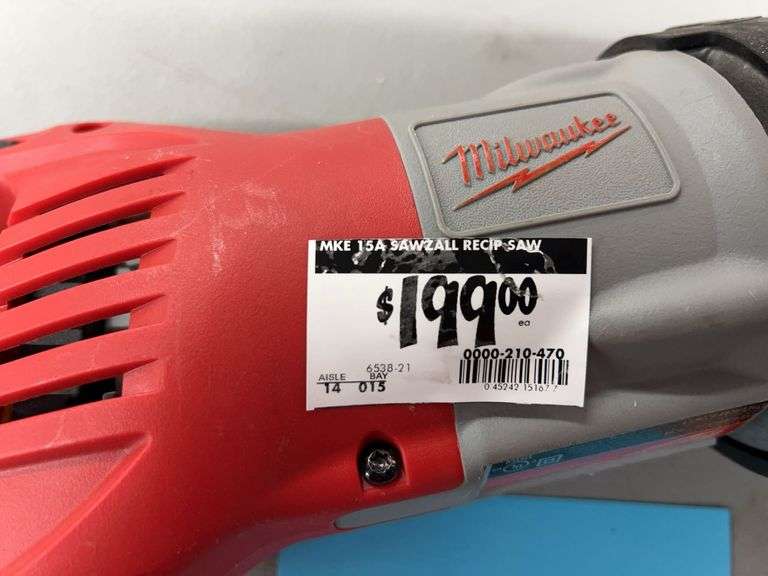 Milwaukee
MKE 15A SAWZALL RECIP SAW
$199.00
ea
0000-210-470
6538-21
AISLE BAY
14 015
0 45242 15167 7